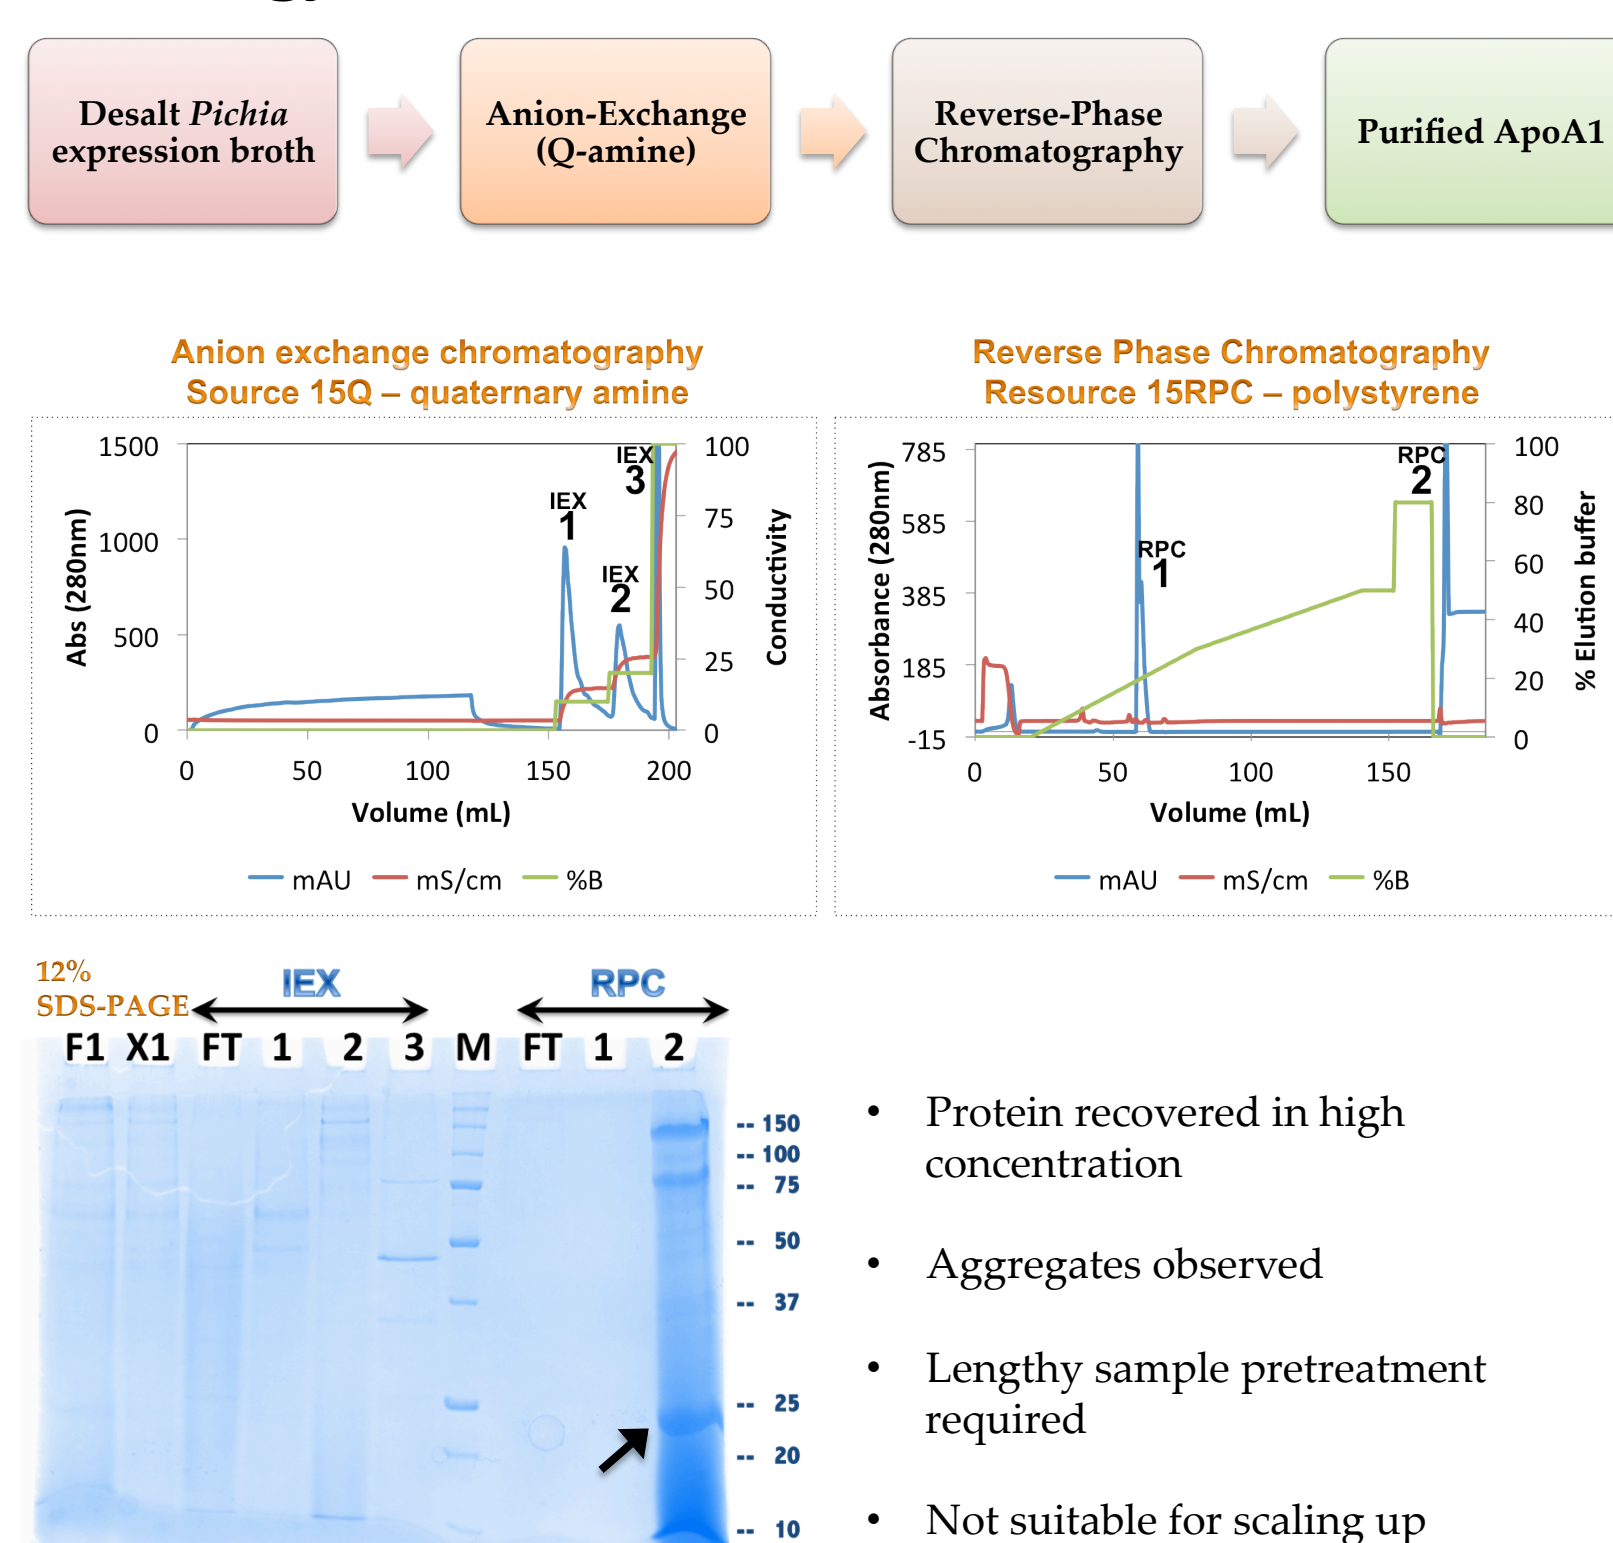 Desalt Pichia
expression broth
Anion-Exchange
(Q-amine)
Reverse-Phase
Chromatography
Purified ApoA1
Anion exchange chromatography
Source 15Q – quaternary amine
1500
1000
500
0
Abs (280nm)
IEX
1
IEX
2
IEX
3
100
75
50
25
0
Conductivity
0 50 100 150 200
Volume (mL)
mAU mS/cm %B
Reverse Phase Chromatography
Resource 15RPC – polystyrene
785
585
385
185
-15
Absorbance (280nm)
RPC
1
RPC
2
100
80
60
40
20
0
% Elution buffer
0 50 100 150
Volume (mL)
mAU mS/cm %B
12%
SDS-PAGE
IEX
RPC
F1 X1 FT 1 2 3 M FT 1 2
-- 150
-- 100
-- 75
-- 50
-- 37
-- 25
-- 20
-- 10
• Protein recovered in high
concentration
• Aggregates observed
• Lengthy sample pretreatment
required
• Not suitable for scaling up